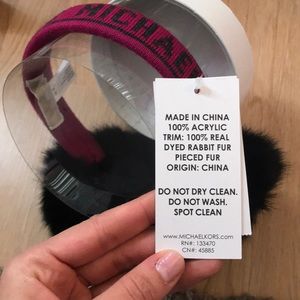 MICHAEL
MADE IN CHINA
100% ACRYLIC
TRIM: 100% REAL
DYED RABBIT FUR
PIECED FUR
ORIGIN: CHINA
DO NOT DRY CLEAN.
DO NOT WASH.
SPOT CLEAN
www.MICHAELKORS.com
RN#: 133470
CN#: 45885